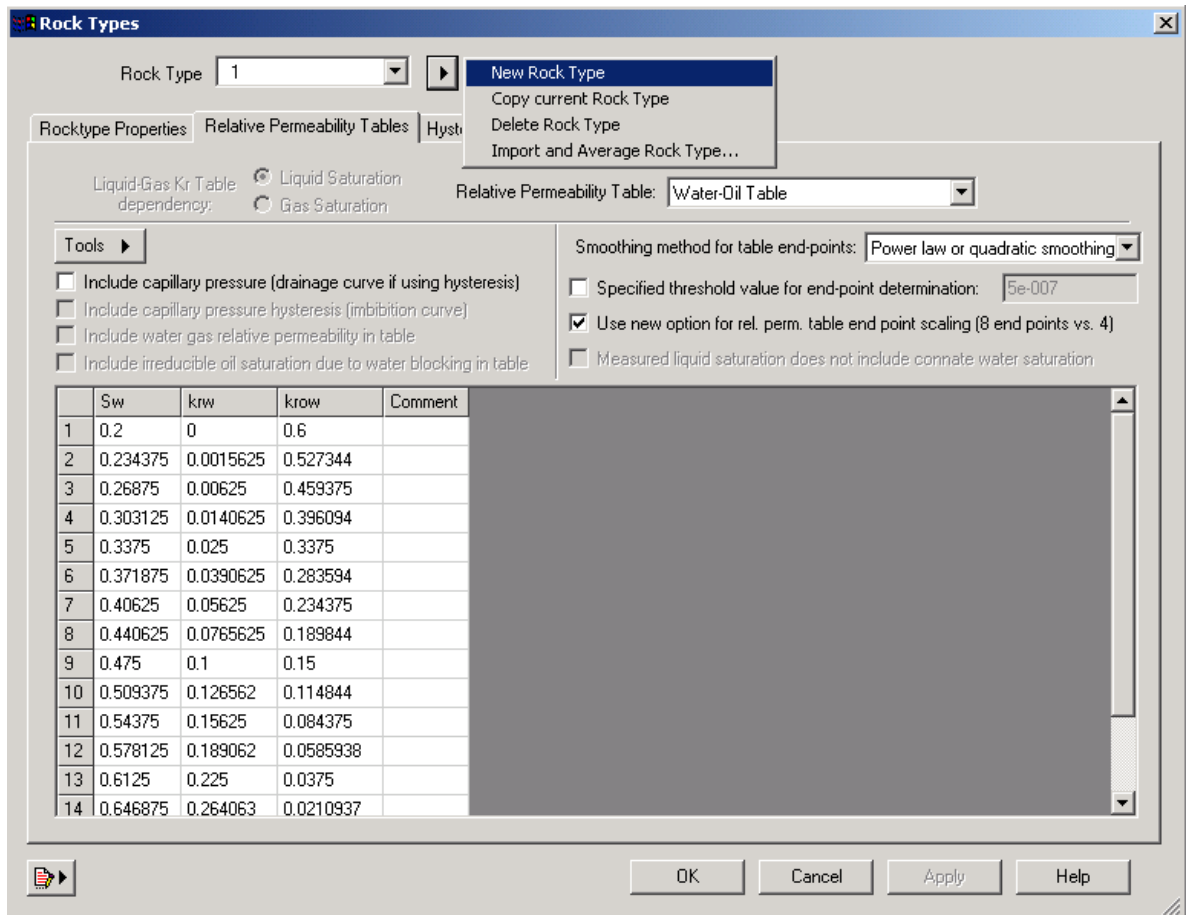 Rock Types
Rock Type 1
New Rock Type
Copy current Rock Type
Delete Rock Type
Import and Average Rock Type...
Rocktype Properties Relative Permeability Tables Hyst
Liquid-Gas Kr Table dependency:
Liquid Saturation
Gas Saturation
Relative Permeability Table: Water-Oil Table
Tools
Include capillary pressure (drainage curve if using hysteresis)
Include capillary pressure hysteresis (imbibition curve)
Include water gas relative permeability in table
Include irreducible oil saturation due to water blocking in table
Smoothing method for table end-points: Power law or quadratic smoothing
Specified threshold value for end-point determination: 5e-007
Use new option for rel. perm. table end point scaling (8 end points vs. 4)
Measured liquid saturation does not include connate water saturation
Sw krw krow Comment
1 0.2 0 0.6
2 0.234375 0.0015625 0.527344
3 0.26875 0.00625 0.459375
4 0.303125 0.0140625 0.396094
5 0.3375 0.025 0.3375
6 0.371875 0.0390625 0.283594
7 0.40625 0.05625 0.234375
8 0.440625 0.0765625 0.189844
9 0.475 0.1 0.15
10 0.509375 0.126562 0.114844
11 0.54375 0.15625 0.084375
12 0.578125 0.189062 0.0585938
13 0.6125 0.225 0.0375
14 0.646875 0.264063 0.0210937
OK Cancel Apply Help